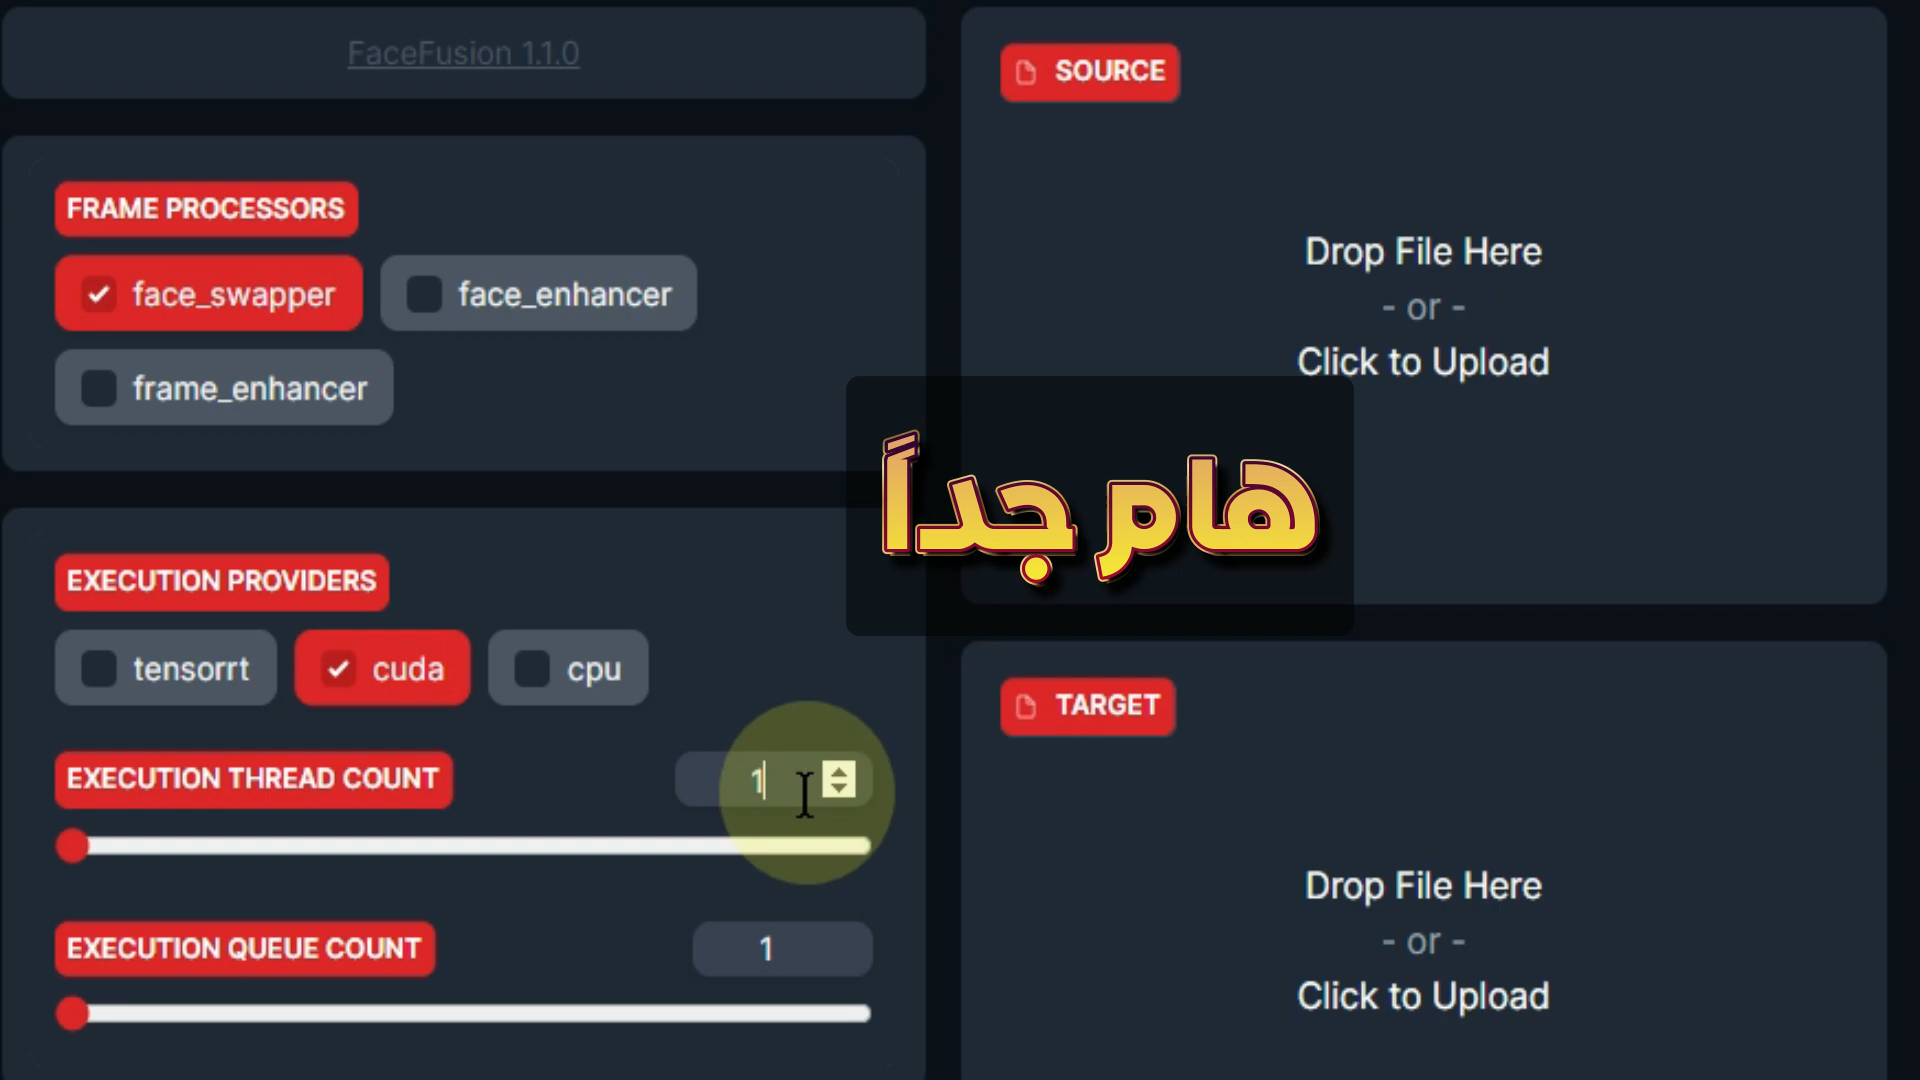 FaceFusion 1.1.0
FRAME PROCESSORS
face_swapper
face_enhancer
frame_enhancer
EXECUTION PROVIDERS
tensorrt
cuda
cpu
EXECUTION THREAD COUNT
1
EXECUTION QUEUE COUNT
1
SOURCE
Drop File Here
- or -
Click to Upload
هام جداً
TARGET
Drop File Here
- or -
Click to Upload